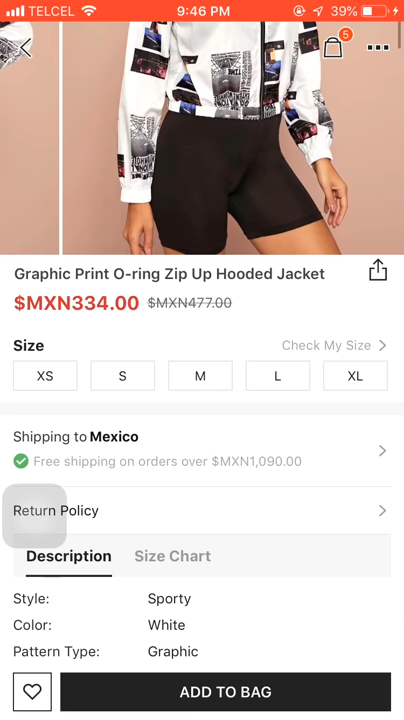 TELCEL 9:46 PM 39%
5
Graphic Print O-ring Zip Up Hooded Jacket
$MXN334.00 $MXN477.00
Size Check My Size
XS S M L XL
Shipping to Mexico
Free shipping on orders over $MXN1,090.00
Return Policy
Description Size Chart
Style: Sporty
Color: White
Pattern Type: Graphic
ADD TO BAG